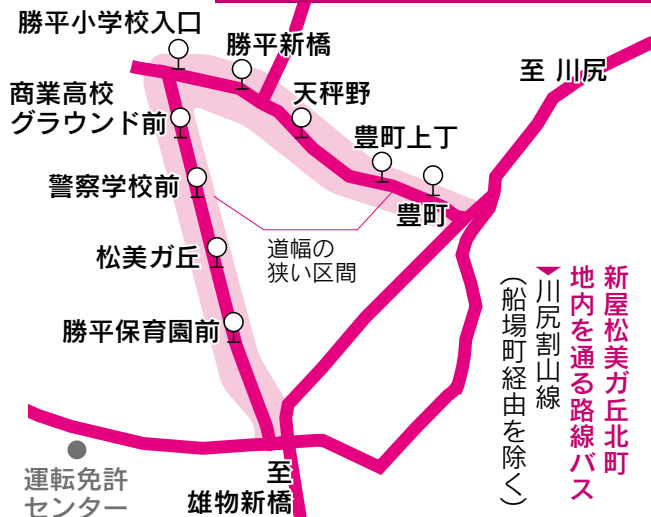 勝平小学校入口
勝平新橋
至 川尻
商業高校
グラウンド前
天秤野
豊町上丁
警察学校前
豊町
松美ガ丘
道幅の
狭い区間
勝平保育園前
新屋松美ガ丘北町
地内を通る路線バス
▼川尻割山線
(船場町経由を除く)
運転免許
センター
至
雄物新橋